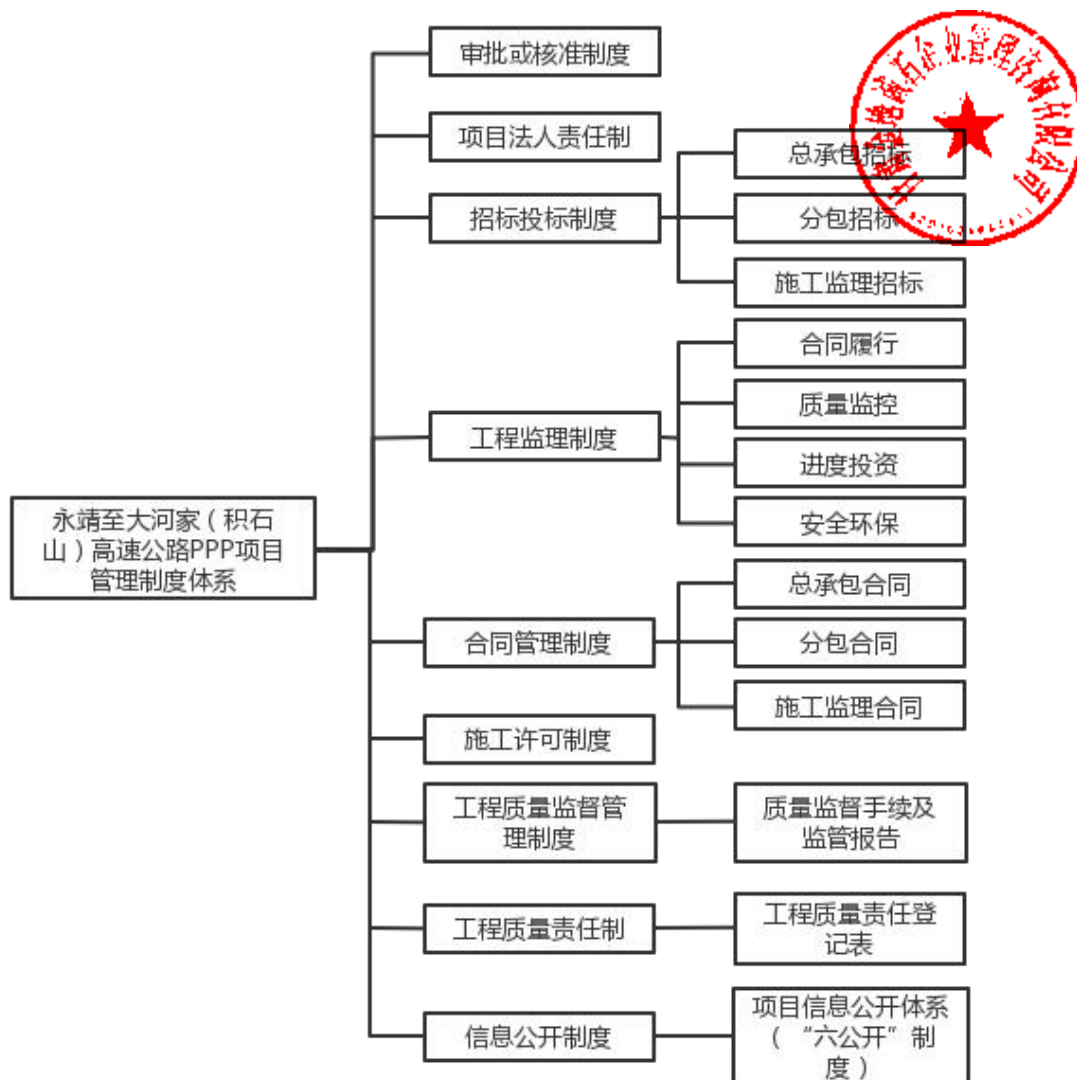 审批或核准制度
项目法人责任制
招标投标制度
总承包招标
分包招标
施工监理招标
工程监理制度
合同履行
质量监控
进度投资
安全环保
永靖至大河家（积石
山）高速公路PPP项目
管理制度体系
合同管理制度
总承包合同
分包合同
施工监理合同
施工许可制度
工程质量监督管
理制度
质量监督手续及
监管报告
工程质量责任制
工程质量责任登
记表
信息公开制度
项目信息公开体系
（ “六公开”制
度）